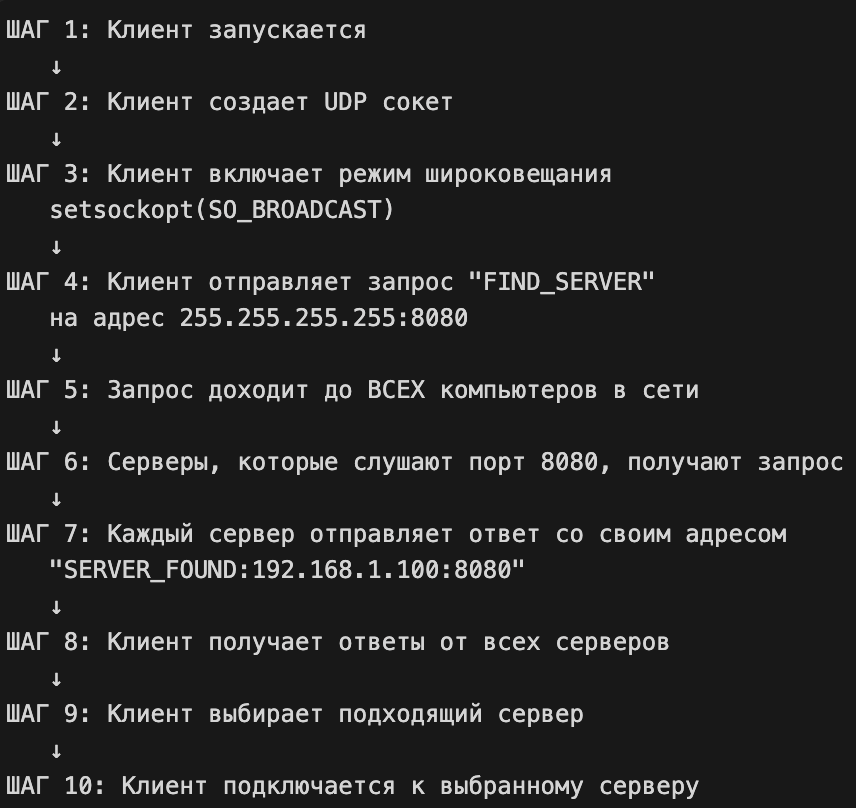 ШАГ 1: Клиент запускается
↓
ШАГ 2: Клиент создает UDP сокет
↓
ШАГ 3: Клиент включает режим широковещания
setsockopt(SO_BROADCAST)
↓
ШАГ 4: Клиент отправляет запрос "FIND_SERVER"
на адрес 255.255.255.255:8080
↓
ШАГ 5: Запрос доходит до ВСЕХ компьютеров в сети
↓
ШАГ 6: Серверы, которые слушают порт 8080, получают запрос
↓
ШАГ 7: Каждый сервер отправляет ответ со своим адресом
"SERVER_FOUND:192.168.1.100:8080"
↓
ШАГ 8: Клиент получает ответы от всех серверов
↓
ШАГ 9: Клиент выбирает подходящий сервер
↓
ШАГ 10: Клиент подключается к выбранному серверу